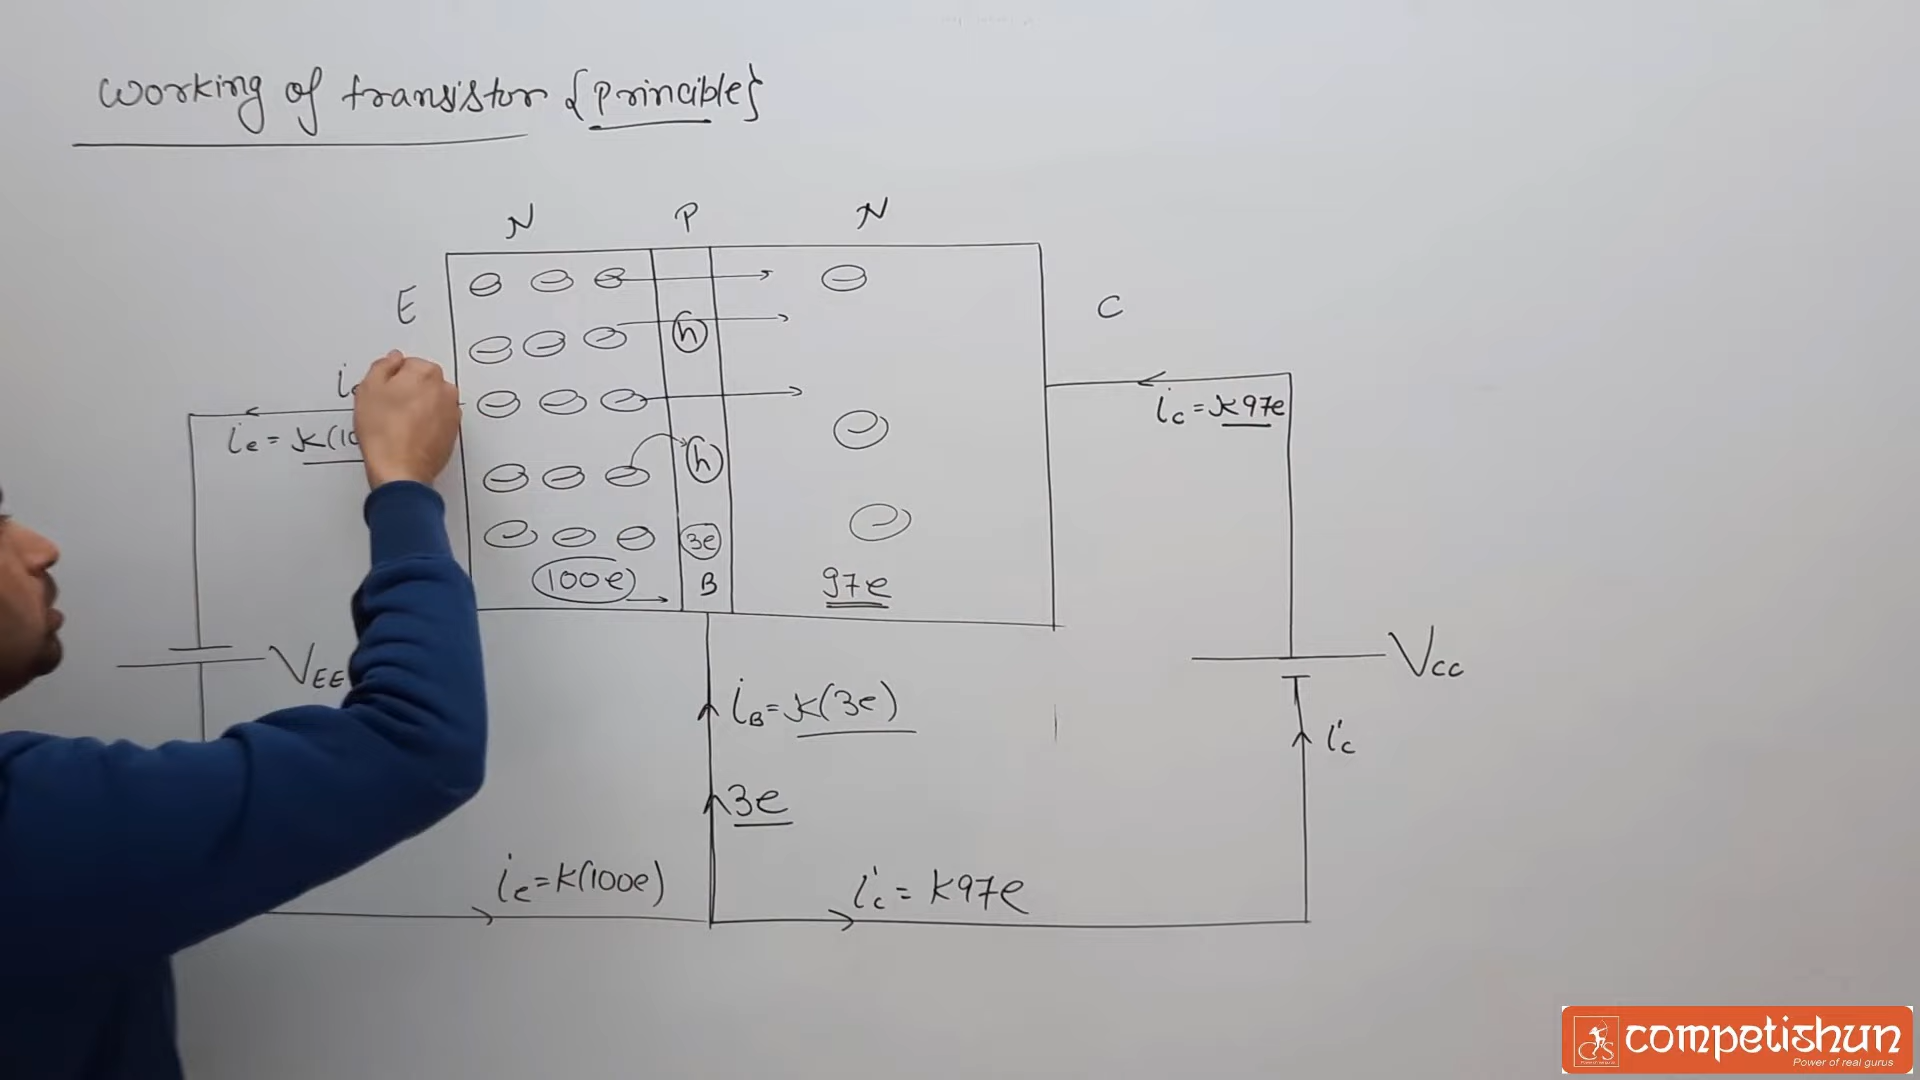 working of transistor {principle}
N P N
E
C
h
h
3e
100e
B
97e
ic = k97e
VEE
VCC
iB = k(3e)
ic
3e
ie = k(100e)
ic = k97e
competishun
Power of real gurus